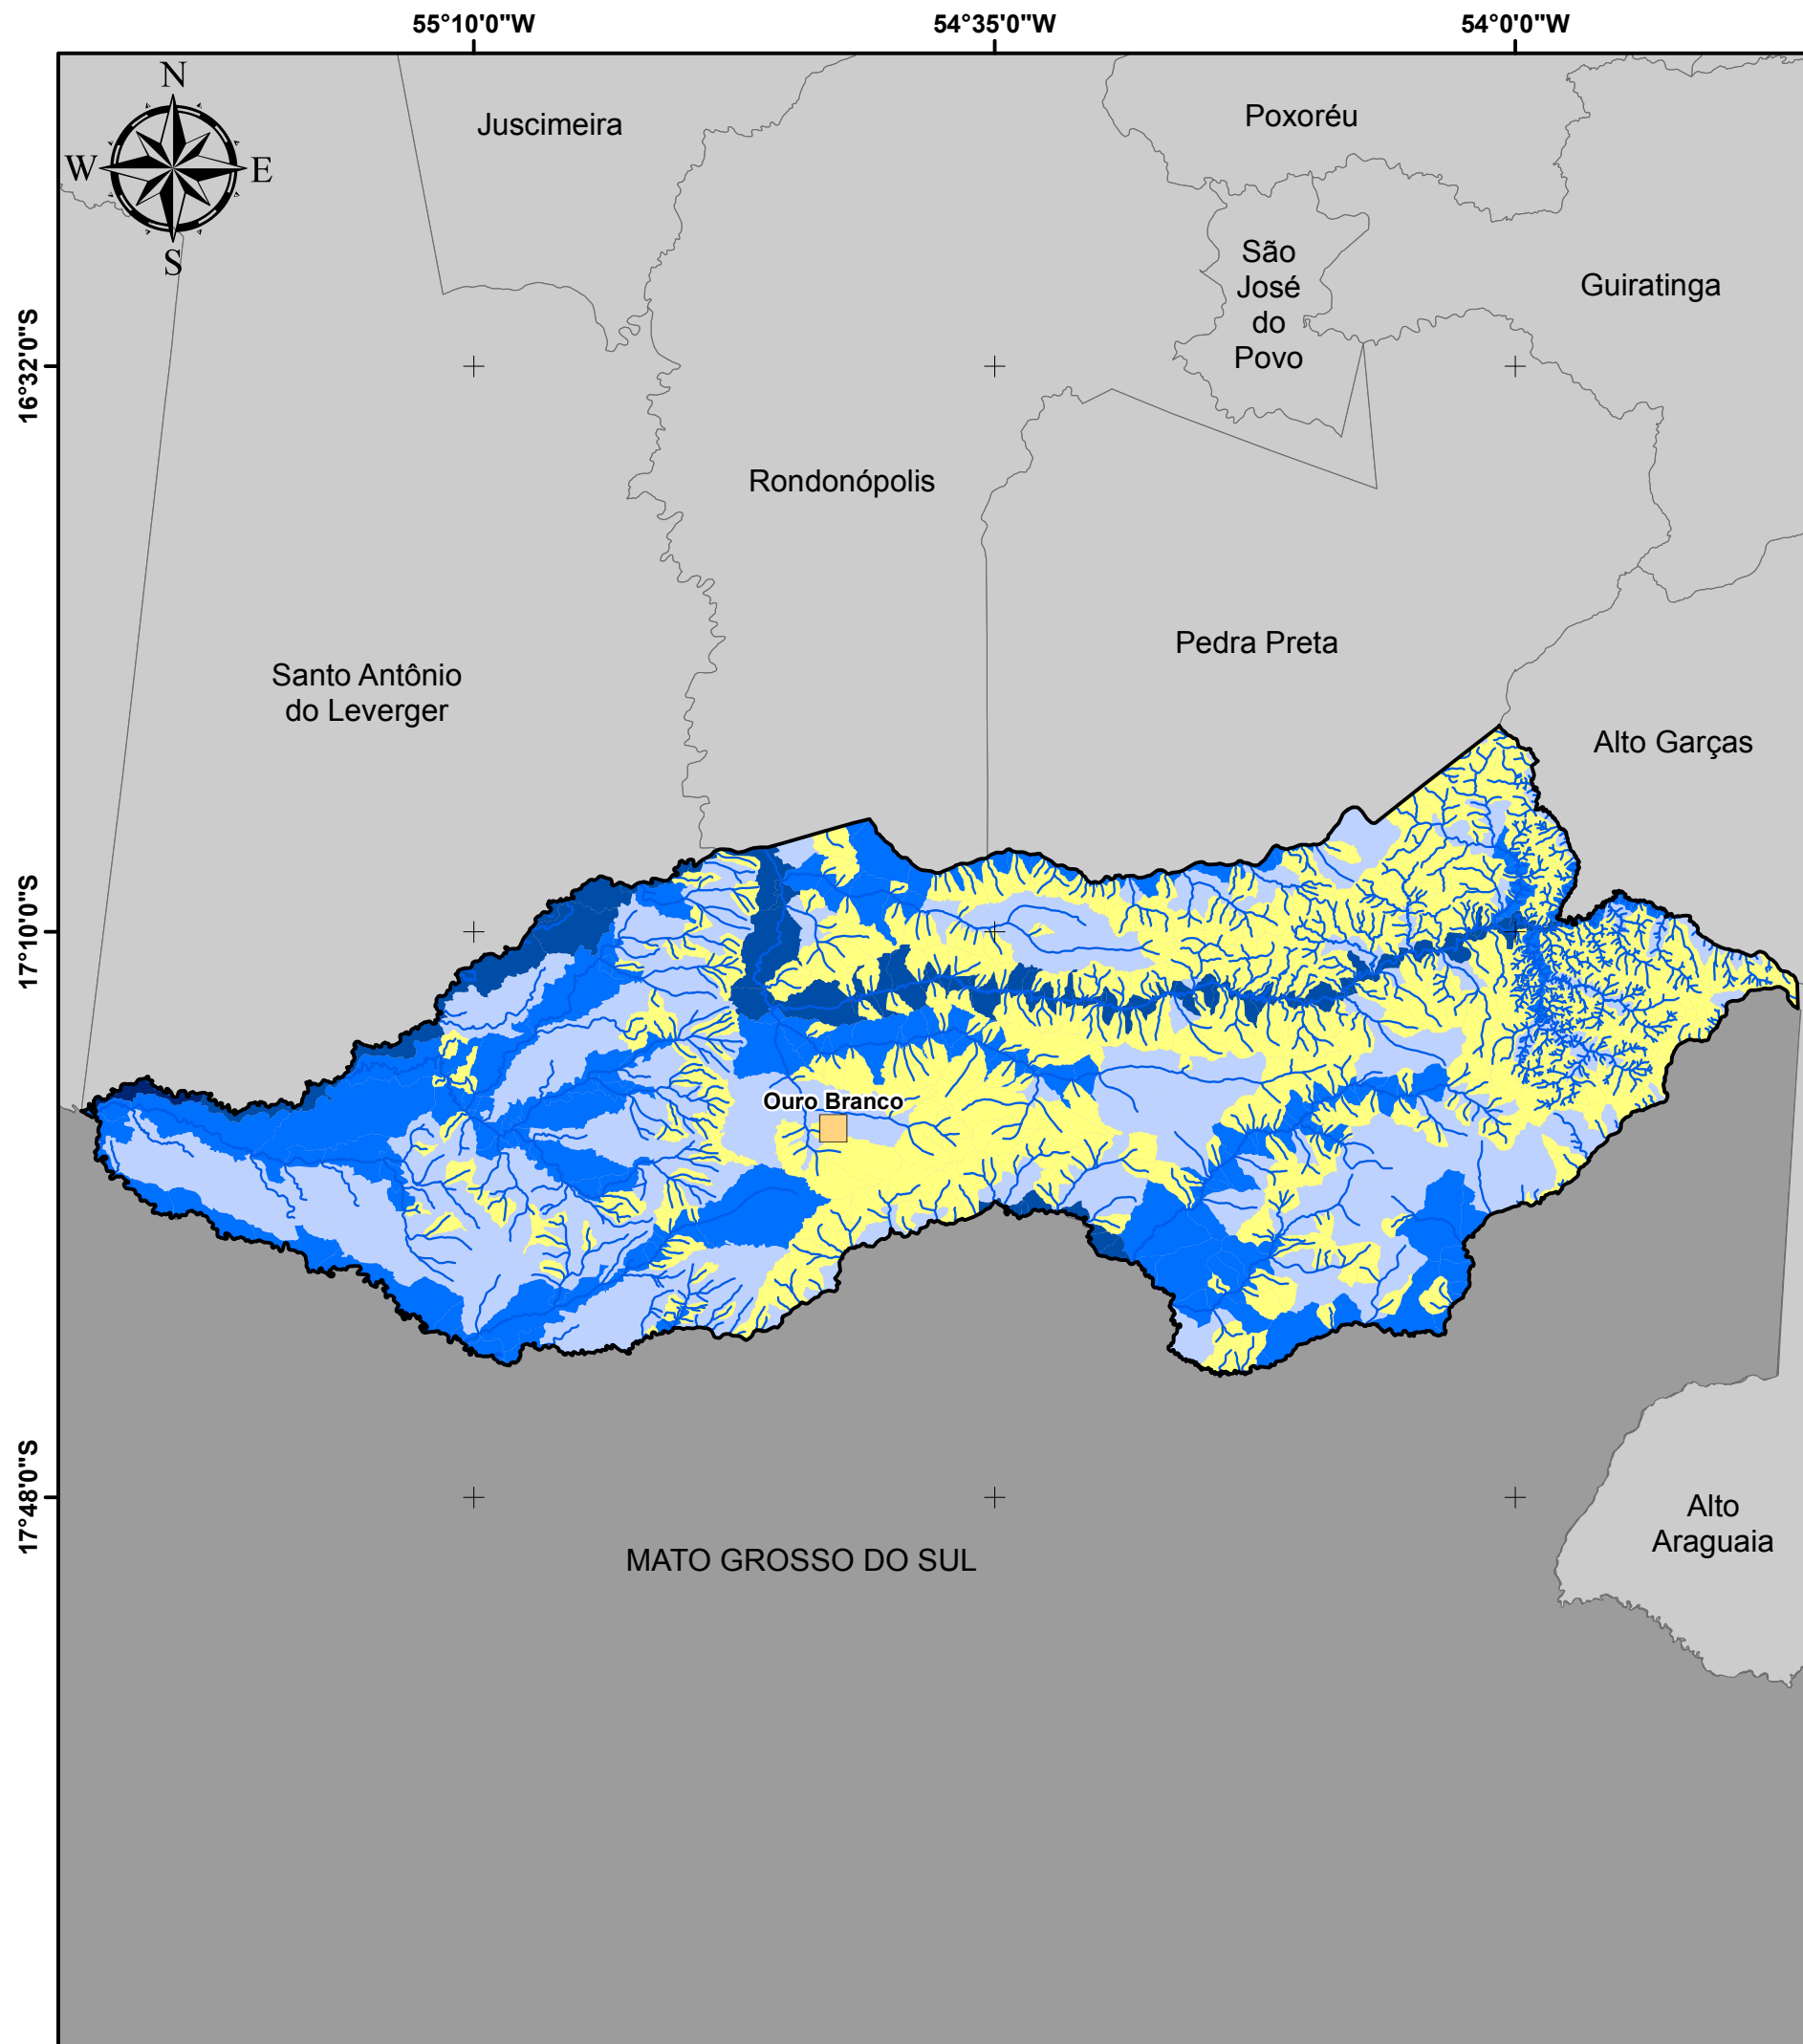 55°10'0"W
54°35'0"W
54°0'0"W
N
W
E
S
Juscimeira
Poxoréu
São
José
do
Povo
Guiratinga
16°32'0"S
Rondonópolis
Pedra Preta
Santo Antônio
do Leverger
Alto Garças
17°10'0"S
Ouro Branco
17°48'0"S
Alto
Araguaia
MATO GROSSO DO SUL